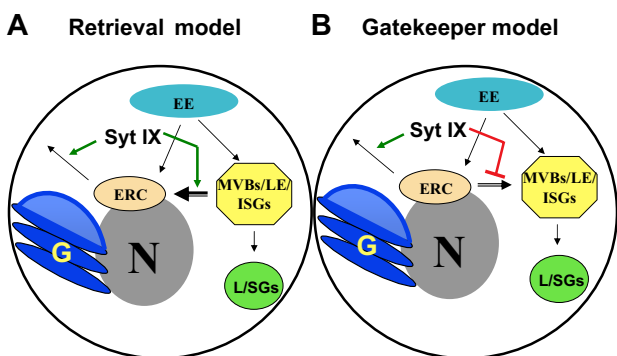 A Retrieval model
EE
Syt IX
ERC
MVBs/LE/
ISGs
G
N
L/SGs
B Gatekeeper model
EE
Syt IX
ERC
MVBs/LE/
ISGs
G
N
L/SGs